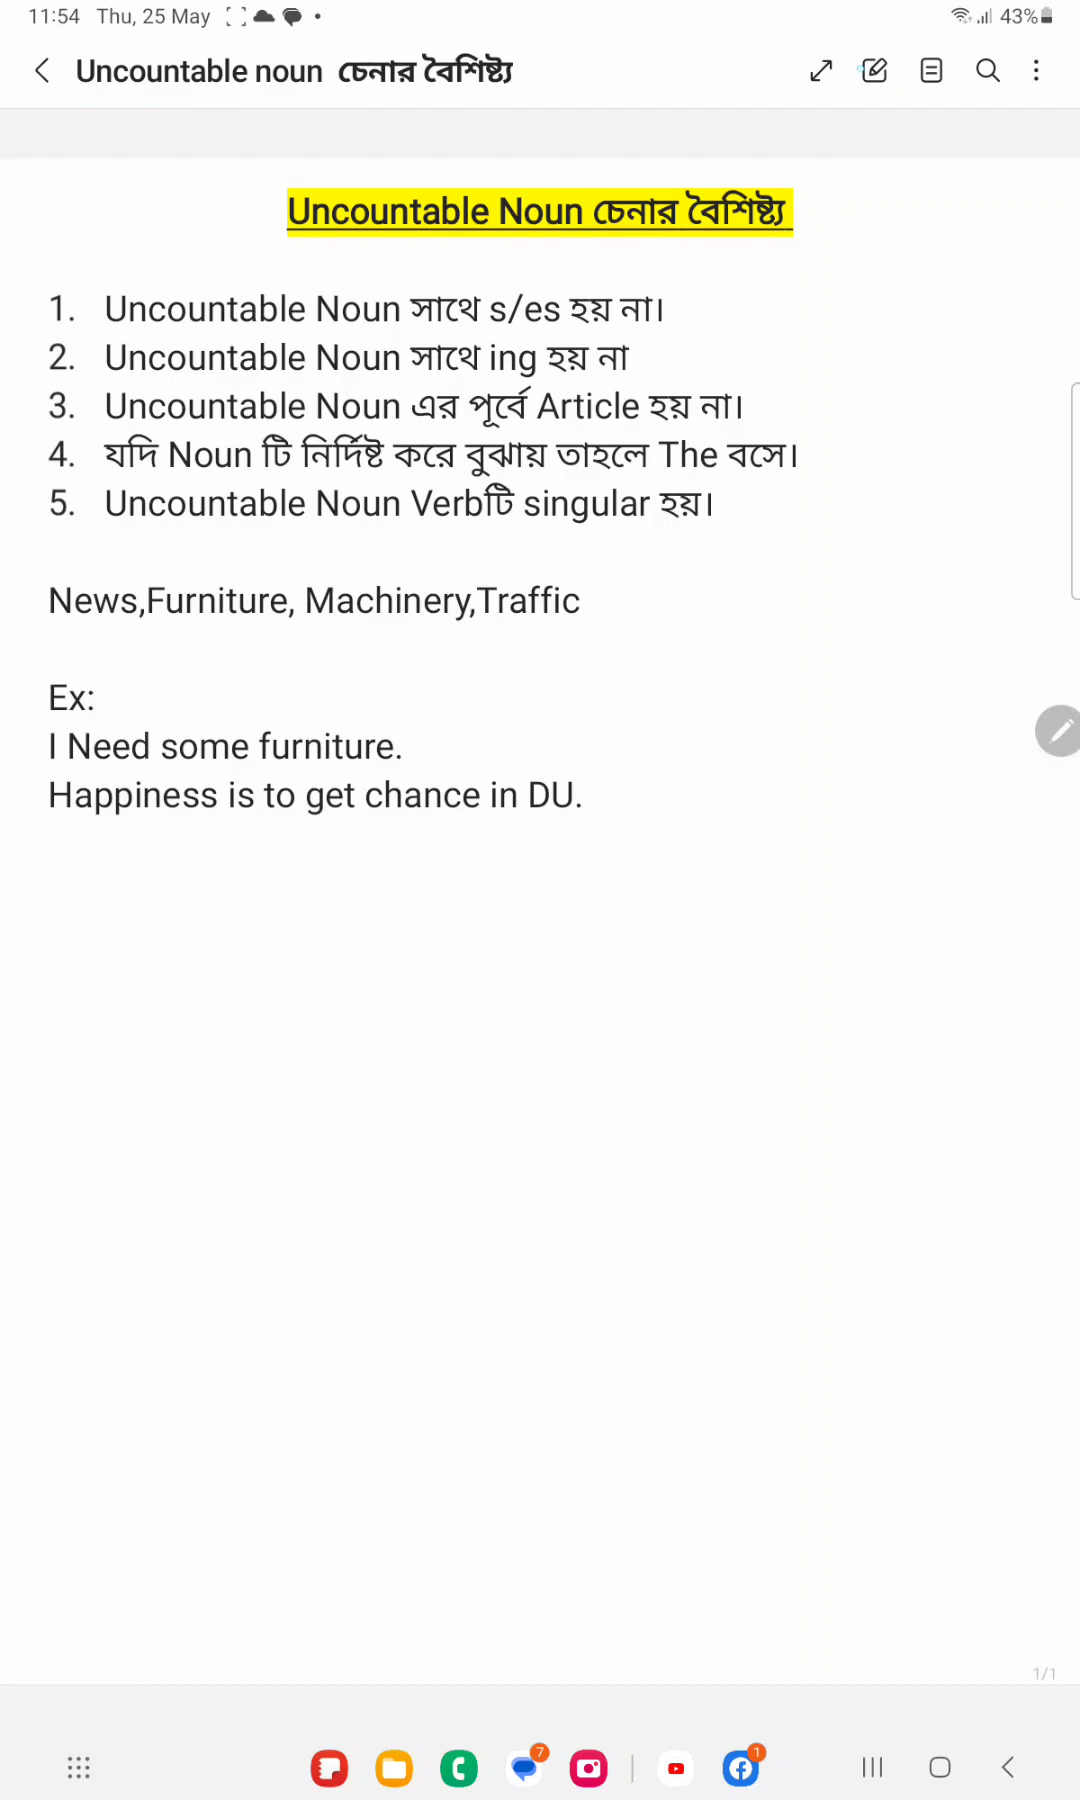 11:54 Thu, 25 May
43%
Uncountable noun চেনার বৈশিষ্ট্য
Uncountable Noun চেনার বৈশিষ্ট্য
1. Uncountable Noun সাথে s/es হয় না।
2. Uncountable Noun সাথে ing হয় না
3. Uncountable Noun এর পূর্বে Article হয় না।
4. যদি Noun টি নির্দিষ্ট করে বুঝায় তাহলে The বসে।
5. Uncountable Noun Verbটি singular হয়।
News,Furniture, Machinery,Traffic
Ex:
I Need some furniture.
Happiness is to get chance in DU.
1/1
7
1